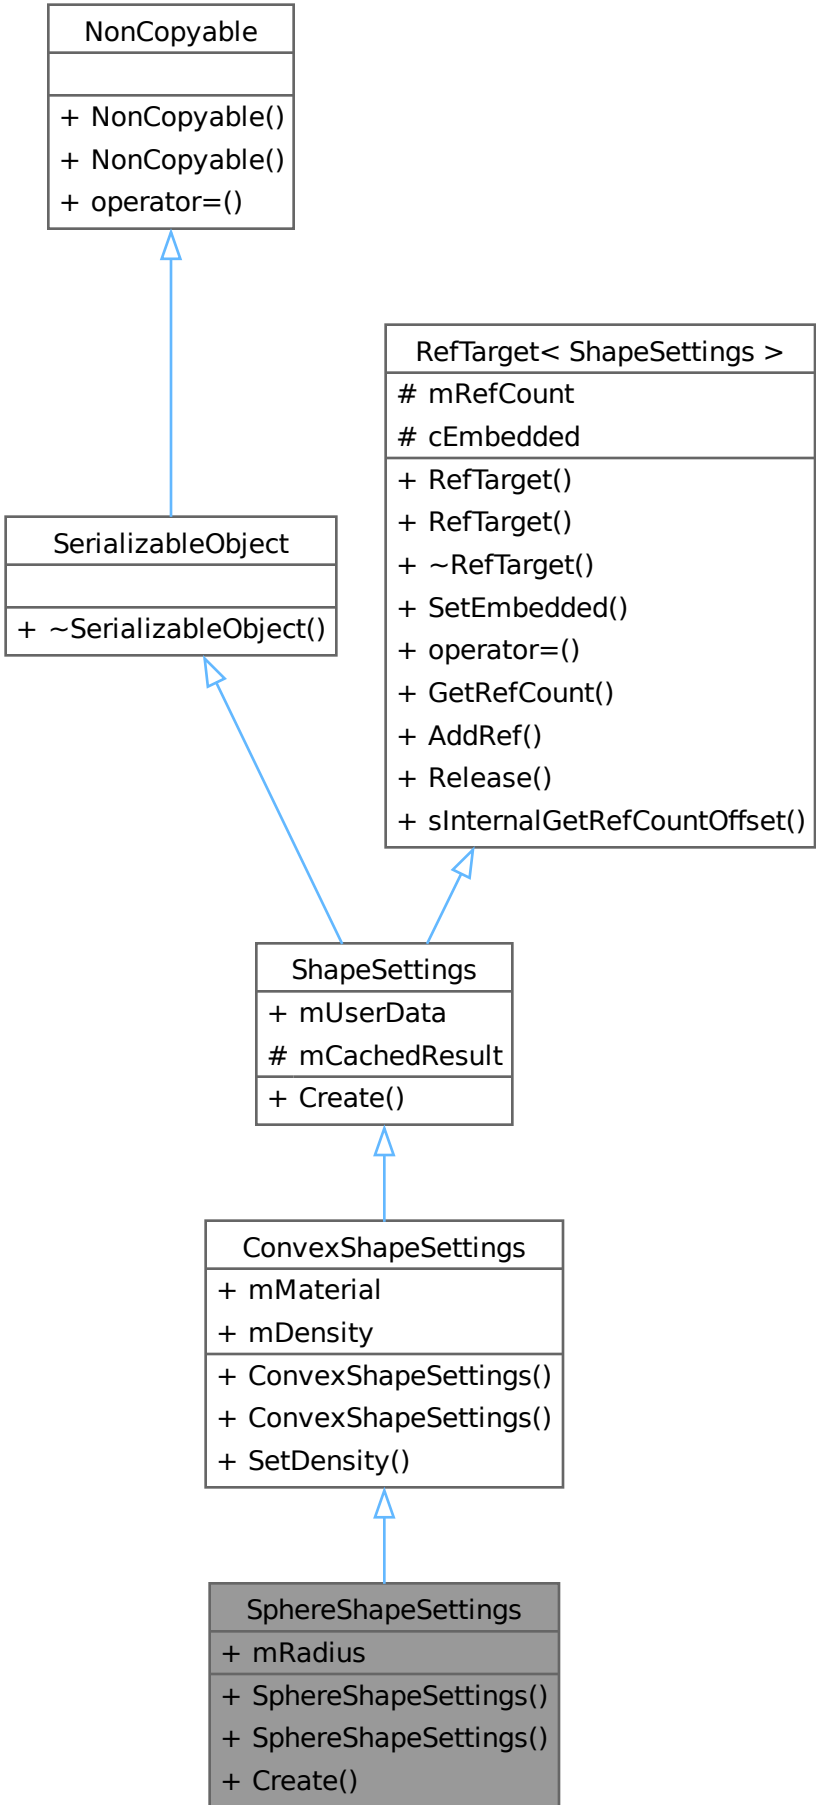 NonCopyable
+ NonCopyable()
+ NonCopyable()
+ operator=()
RefTarget< ShapeSettings >
# mRefCount
# cEmbedded
+ RefTarget()
+ RefTarget()
+ ~RefTarget()
+ SetEmbedded()
+ operator=()
+ GetRefCount()
+ AddRef()
+ Release()
+ sInternalGetRefCountOffset()
SerializableObject
+ ~SerializableObject()
ShapeSettings
+ mUserData
# mCachedResult
+ Create()
ConvexShapeSettings
+ mMaterial
+ mDensity
+ ConvexShapeSettings()
+ ConvexShapeSettings()
+ SetDensity()
SphereShapeSettings
+ mRadius
+ SphereShapeSettings()
+ SphereShapeSettings()
+ Create()